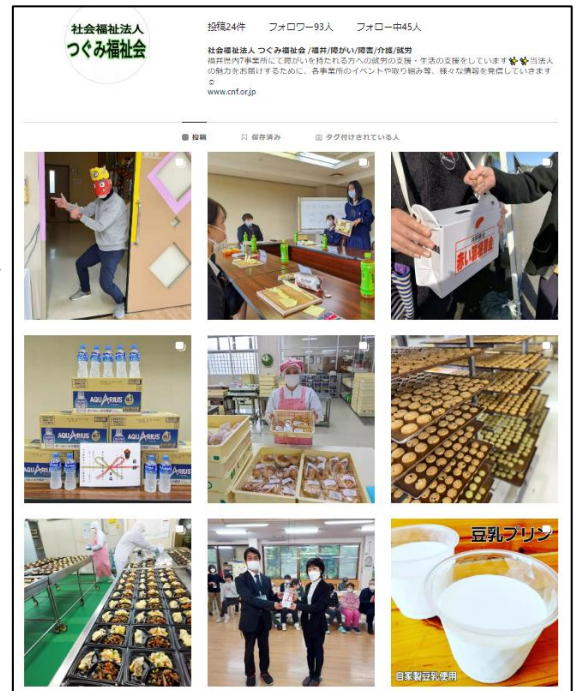 社会福祉法人
つぐみ福祉会
投稿24件 フォロワー93人 フォロー中45人
社会福祉法人 つぐみ福祉会 /福井/障がい/障害/介護/就労
福井県内7事業所にて障がいを持たれる方への就労の支援・生活の支援をしています🐝🐝当法人
の魅力をお届けするために、各事業所のイベントや取り組み等、様々な情報を発信していきます
☺
www.cnf.or.jp
投稿 保存済み タグ付けされている人
赤い羽根募金
AQUARIUS
AQUARIUS AQUARIUS
豆乳プリン
自家製豆乳使用